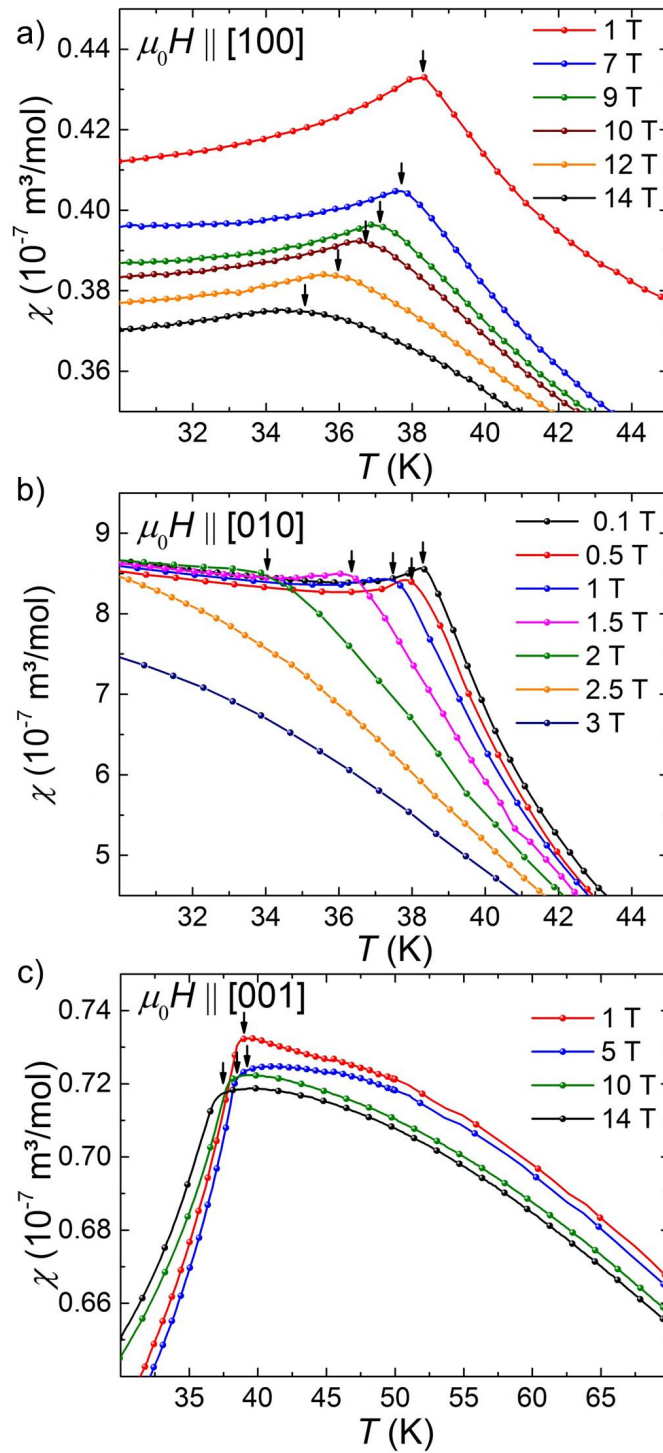 a)
μ₀H || [100]
1 T
7 T
9 T
10 T
12 T
14 T
0.44
0.42
0.40
0.38
0.36
χ (10⁻⁷ m³/mol)
32 34 36 38 40 42 44
T (K)
b)
μ₀H || [010]
0.1 T
0.5 T
1 T
1.5 T
2 T
2.5 T
3 T
9
8
7
6
5
χ (10⁻⁷ m³/mol)
32 34 36 38 40 42 44
T (K)
c)
μ₀H || [001]
1 T
5 T
10 T
14 T
0.74
0.72
0.70
0.68
0.66
χ (10⁻⁷ m³/mol)
35 40 45 50 55 60 65
T (K)